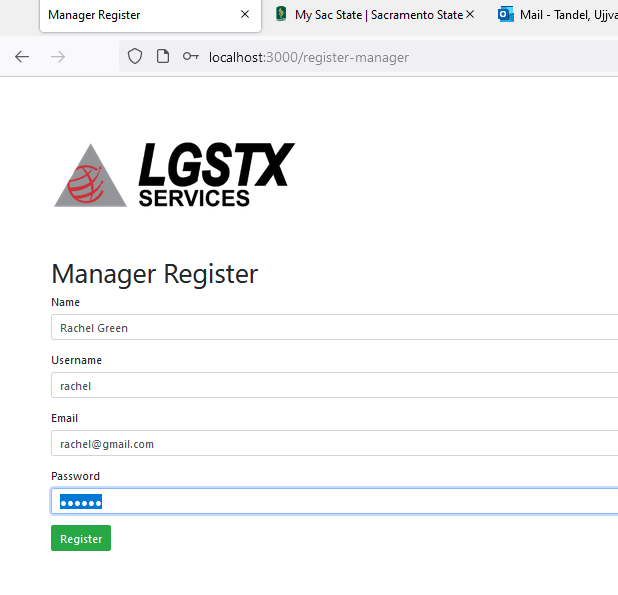 Manager Register
My Sac State | Sacramento State
Mail - Tandel, Ujjva
localhost:3000/register-manager
LGSTX
SERVICES
Manager Register
Name
Rachel Green
Username
rachel
Email
rachel@gmail.com
Password
●●●●●●
Register